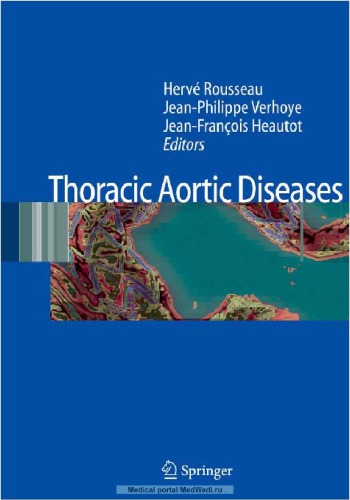 Hervé Rousseau
Jean-Philippe Verhoye
Jean-François Heautot
Editors
Thoracic Aortic Diseases
Springer
Medical portal MedWedi.ru